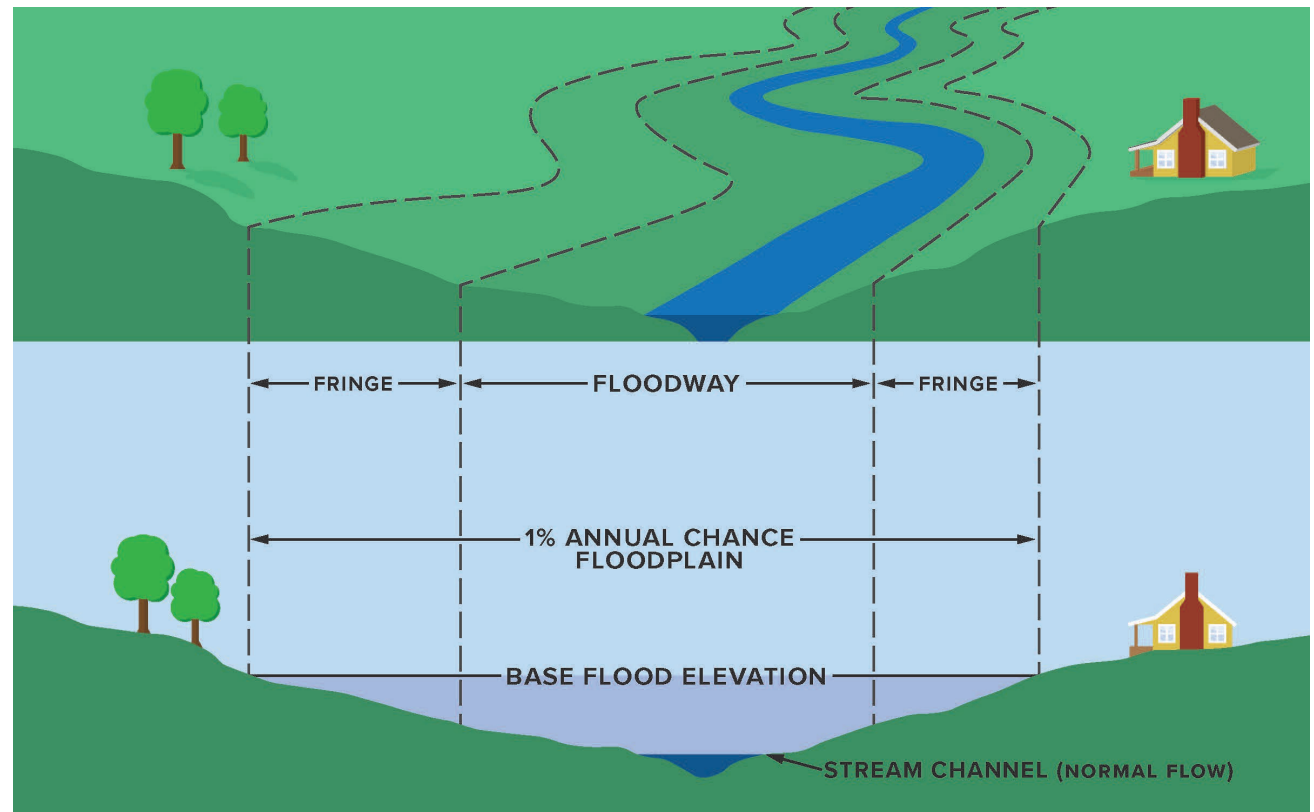 FRINGE
FLOODWAY
FRINGE
1% ANNUAL CHANCE
FLOODPLAIN
BASE FLOOD ELEVATION
STREAM CHANNEL (NORMAL FLOW)